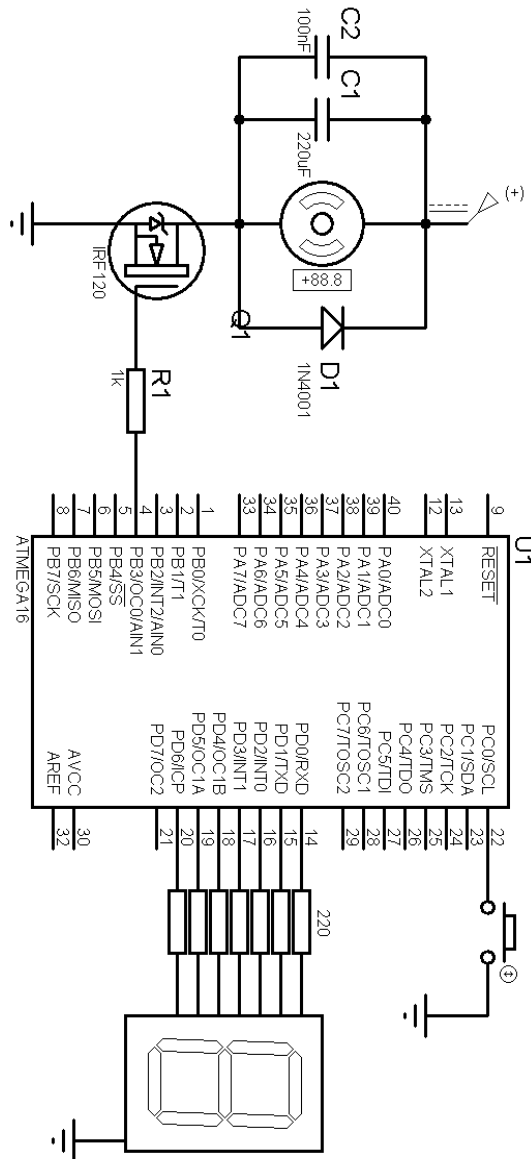 C2
100nF
C1
220uF
(+)
+88.8
IRF120
Q1
D1
1N4001
R1
1k
U1
ATMEGA16
9
RESET
13
XTAL1
12
XTAL2
40
PA0/ADC0
39
PA1/ADC1
38
PA2/ADC2
37
PA3/ADC3
36
PA4/ADC4
35
PA5/ADC5
34
PA6/ADC6
33
PA7/ADC7
1
PB0/XCK/T0
2
PB1/T1
3
PB2/INT2/AIN0
4
PB3/OC0/AIN1
5
PB4/SS
6
PB5/MOSI
7
PB6/MISO
8
PB7/SCK
PC0/SCL
22
PC1/SDA
23
PC2/TCK
24
PC3/TMS
25
PC4/TDO
26
PC5/TDI
27
PC6/TOSC1
28
PC7/TOSC2
29
PD0/RXD
14
PD1/TXD
15
PD2/INT0
16
PD3/INT1
17
PD4/OC1B
18
PD5/OC1A
19
PD6/ICP
20
PD7/OC2
21
AVCC
30
AREF
32
220